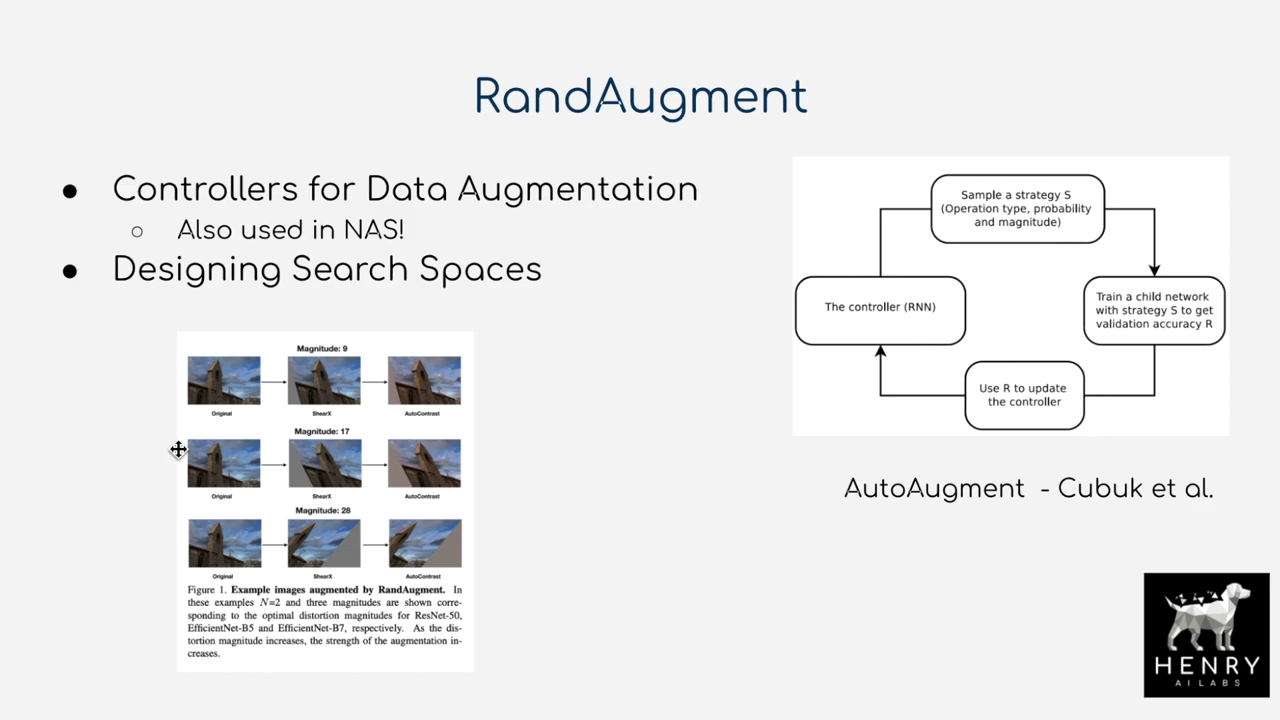 RandAugment
● Controllers for Data Augmentation
○ Also used in NAS!
● Designing Search Spaces
Magnitude: 9
Original
ShearX
AutoContrast
Magnitude: 17
Original
ShearX
AutoContrast
Magnitude: 28
Original
ShearX
AutoContrast
Figure 1. Example images augmented by RandAugment. In
these examples N=2 and three magnitudes are shown corre-
sponding to the optimal distortion magnitudes for ResNet-50,
EfficientNet-B5 and EfficientNet-B7, respectively. As the dis-
tortion magnitude increases, the strength of the augmentation in-
creases.
Sample a strategy S
(Operation type, probability
and magnitude)
The controller (RNN)
Train a child network
with strategy S to get
validation accuracy R
Use R to update
the controller
AutoAugment - Cubuk et al.
HENRY
AI LABS